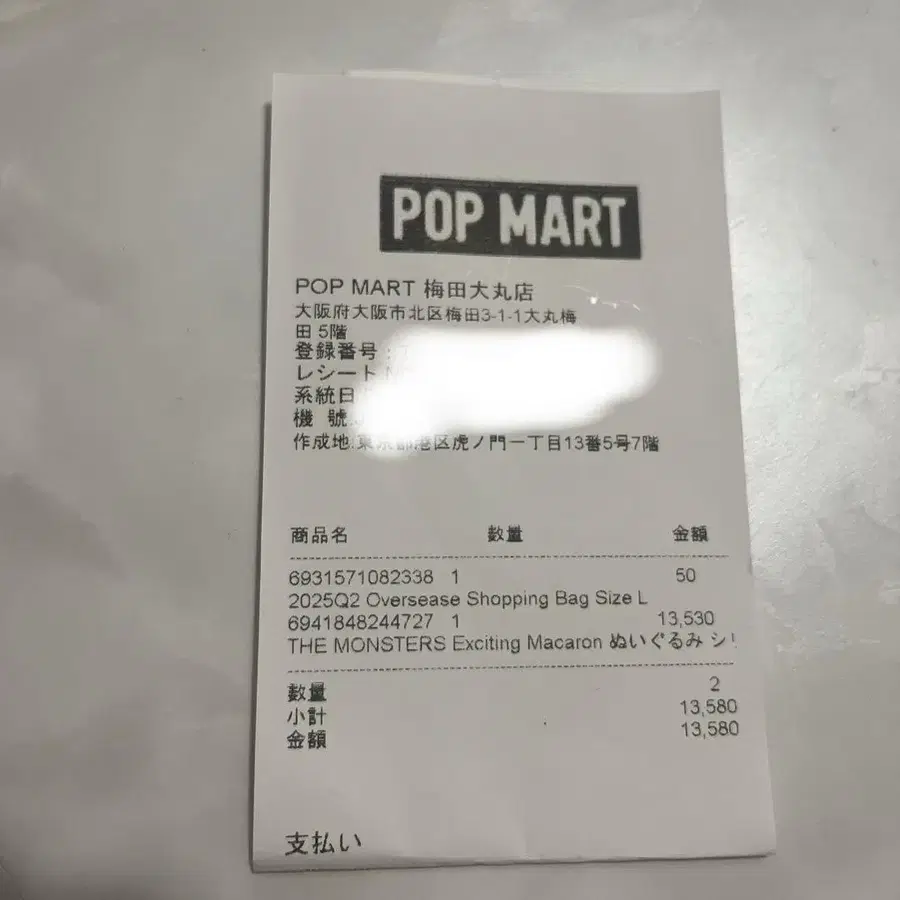 POP MART
POP MART 梅田大丸店
大阪府大阪市北区梅田3-1-1大丸梅
田 5階
登録番号:
レシート
系統日
機 號
作成地:東京都港区虎ノ門一丁目13番5号7階
商品名 数量 金額
6931571082338 1 50
2025Q2 Oversease Shopping Bag Size L
6941848244727 1 13,530
THE MONSTERS Exciting Macaron ぬいぐるみ シリ
数量 2
小計 13,580
金額 13,580
支払い